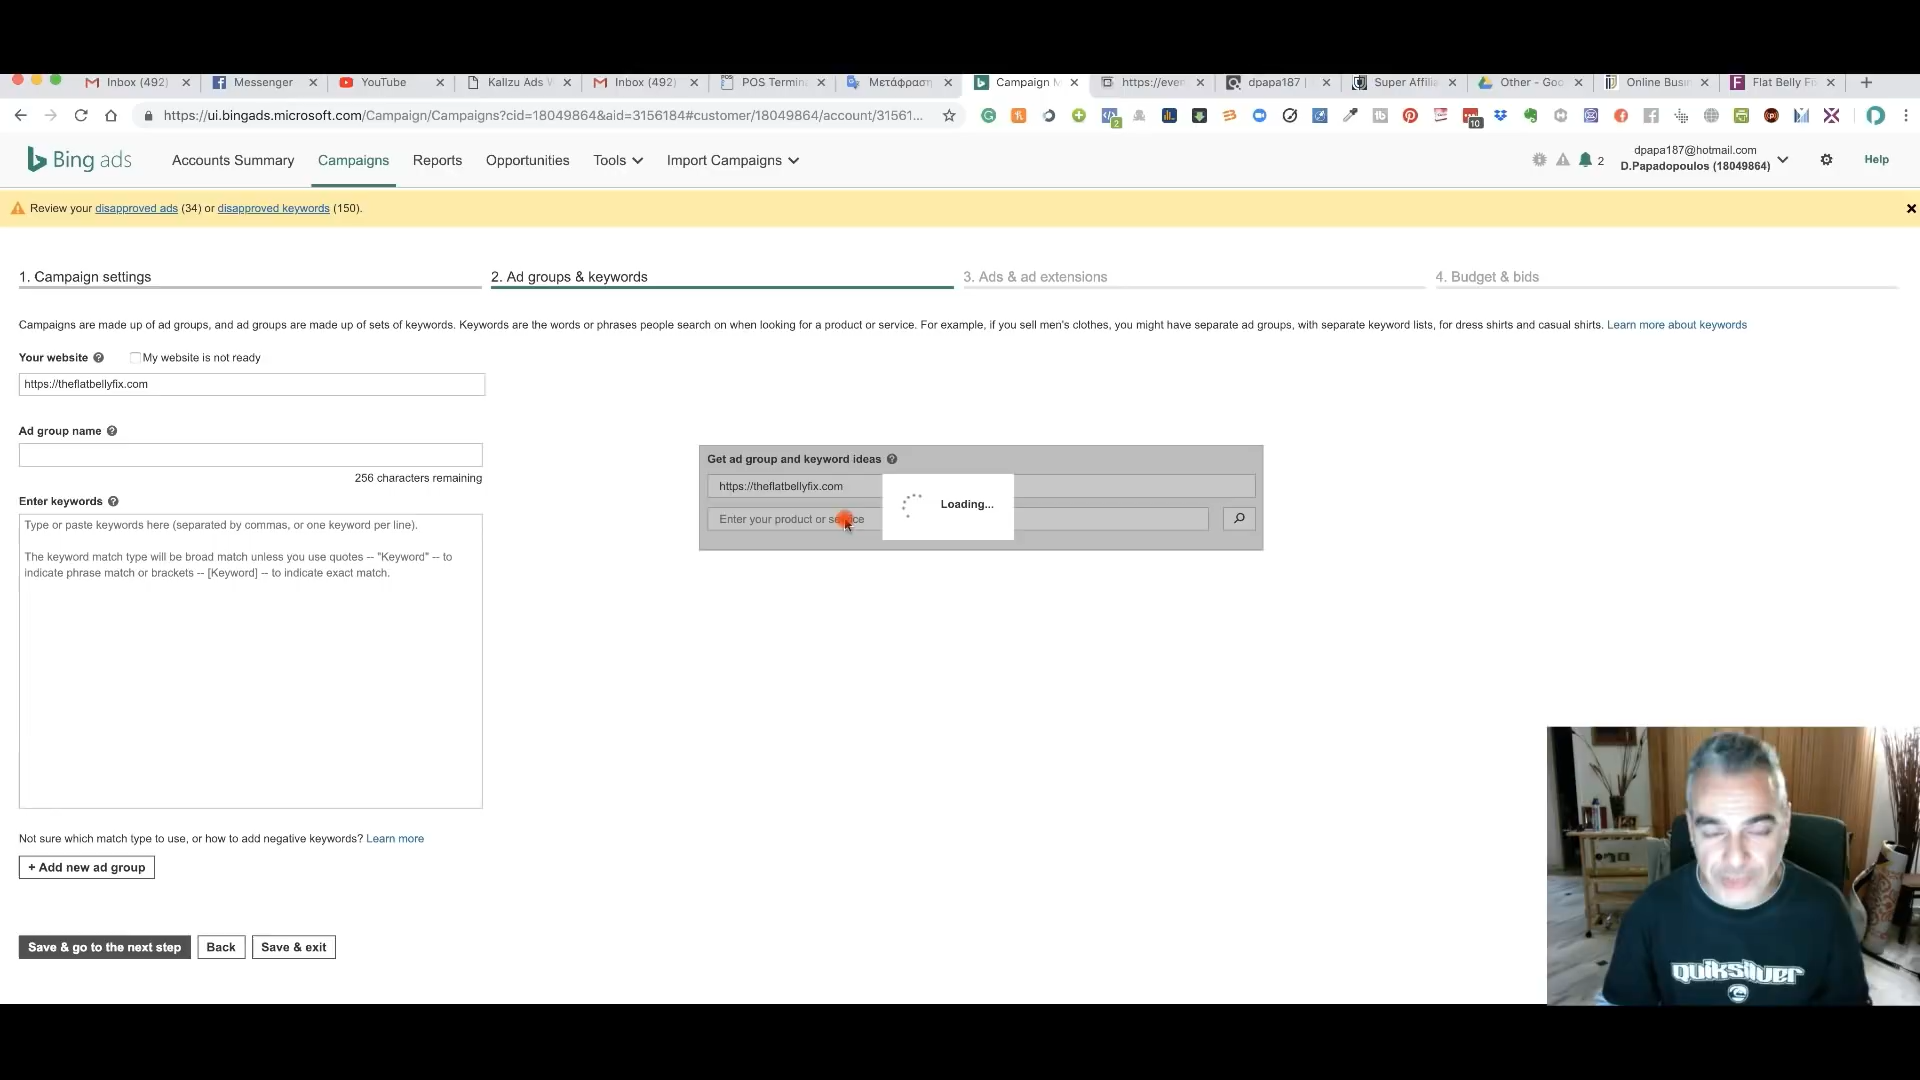 Inbox (492)
Messenger
YouTube
Kallzu Ads
Inbox (492)
POS Termin
Μετάφραση
Campaign M
https://even
dpapa187 |
Super Affilia
Other - Goo
Online Busi
Flat Belly Fi
https://ui.bingads.microsoft.com/Campaign/Campaigns?cid=18049864&aid=3156184#customer/18049864/account/31561...
2
10
Bing ads
Accounts Summary
Campaigns
Reports
Opportunities
Tools
Import Campaigns
2
dpapa187@hotmail.com
D.Papadopoulos (18049864)
Help
Review your disapproved ads (34) or disapproved keywords (150).
1. Campaign settings
2. Ad groups & keywords
3. Ads & ad extensions
4. Budget & bids
Campaigns are made up of ad groups, and ad groups are made up of sets of keywords. Keywords are the words or phrases people search on when looking for a product or service. For example, if you sell men's clothes, you might have separate ad groups, with separate keyword lists, for dress shirts and casual shirts. Learn more about keywords
Your website
My website is not ready
https://theflatbellyfix.com
Ad group name
256 characters remaining
Enter keywords
Type or paste keywords here (separated by commas, or one keyword per line).
The keyword match type will be broad match unless you use quotes -- "Keyword" -- to
indicate phrase match or brackets -- [Keyword] -- to indicate exact match.
Get ad group and keyword ideas
https://theflatbellyfix.com
Loading...
Enter your product or service
Not sure which match type to use, or how to add negative keywords? Learn more
+ Add new ad group
Save & go to the next step
Back
Save & exit
quiksilver